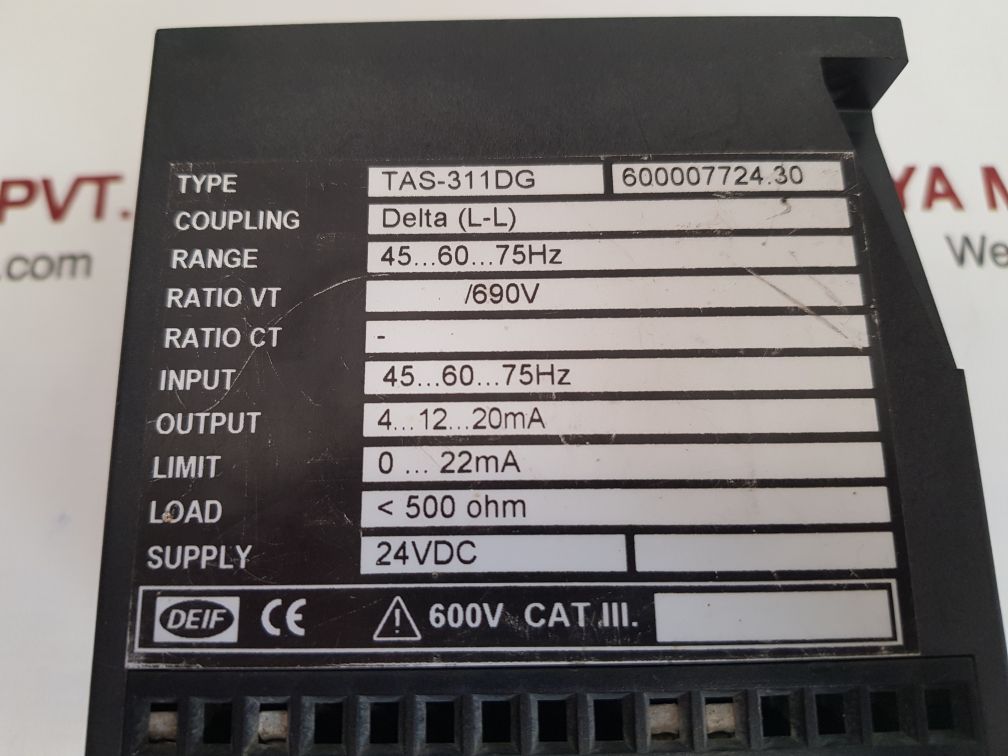 TYPE TAS-311DG 600007724.30
COUPLING Delta (L-L)
RANGE 45...60...75Hz
RATIO VT /690V
RATIO CT -
INPUT 45...60...75Hz
OUTPUT 4...12...20mA
LIMIT 0 ... 22mA
LOAD < 500 ohm
SUPPLY 24VDC
DEIF CE 600V CAT.III.
PVT.
.com
YA M
We